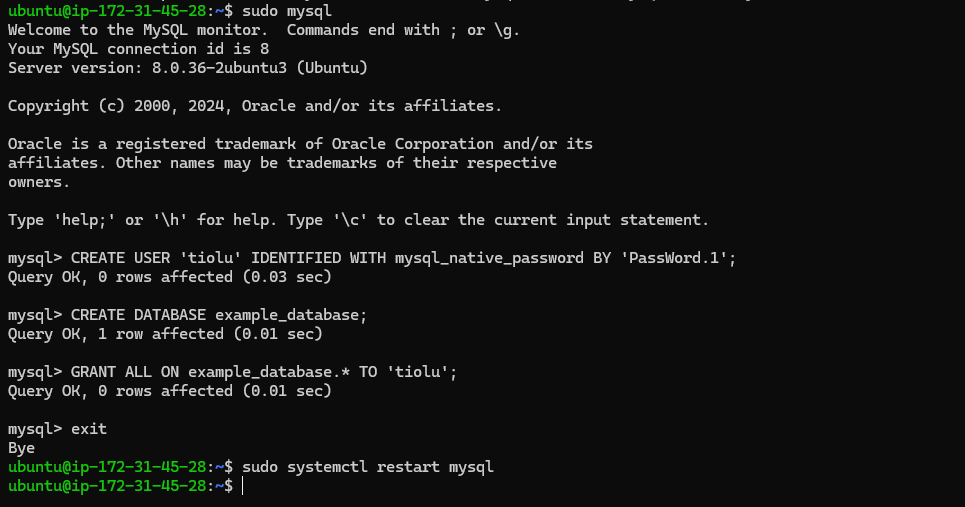 ubuntu@ip-172-31-45-28:~$ sudo mysql
Welcome to the MySQL monitor.  Commands end with ; or \g.
Your MySQL connection id is 8
Server version: 8.0.36-2ubuntu3 (Ubuntu)
Copyright (c) 2000, 2024, Oracle and/or its affiliates.
Oracle is a registered trademark of Oracle Corporation and/or its
affiliates. Other names may be trademarks of their respective
owners.
Type 'help;' or '\h' for help. Type '\c' to clear the current input statement.
mysql> CREATE USER 'tiolu' IDENTIFIED WITH mysql_native_password BY 'PassWord.1';
Query OK, 0 rows affected (0.03 sec)
mysql> CREATE DATABASE example_database;
Query OK, 1 row affected (0.01 sec)
mysql> GRANT ALL ON example_database.* TO 'tiolu';
Query OK, 0 rows affected (0.01 sec)
mysql> exit
Bye
ubuntu@ip-172-31-45-28:~$ sudo systemctl restart mysql
ubuntu@ip-172-31-45-28:~$